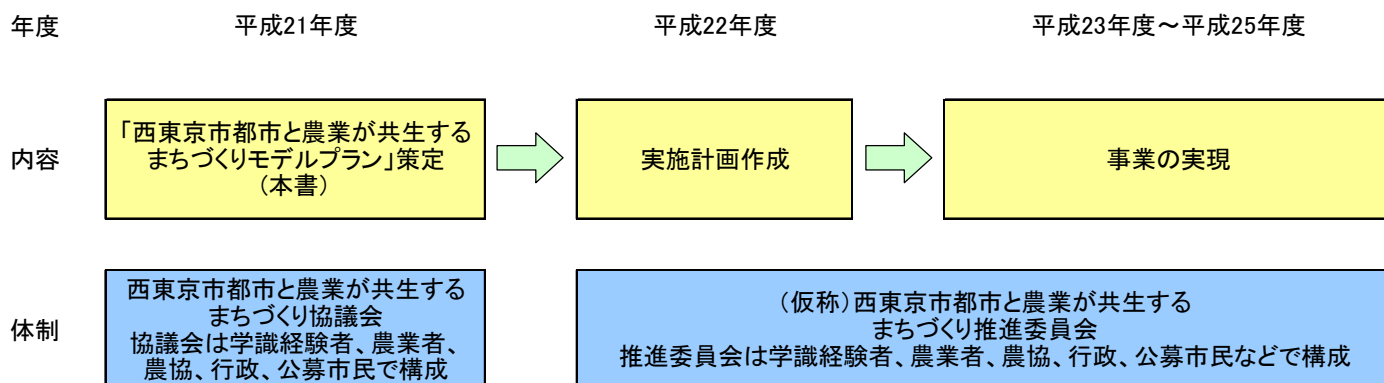 年度
平成21年度
平成22年度
平成23年度～平成25年度
内容
「西東京市都市と農業が共生する
まちづくりモデルプラン」策定
（本書）
実施計画作成
事業の実現
体制
西東京市都市と農業が共生する
まちづくり協議会
協議会は学識経験者、農業者、
農協、行政、公募市民で構成
（仮称）西東京市都市と農業が共生する
まちづくり推進委員会
推進委員会は学識経験者、農業者、農協、行政、公募市民などで構成